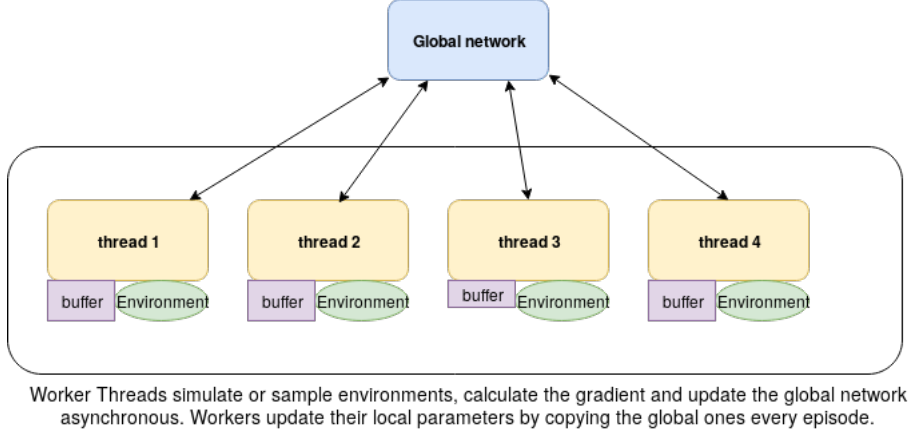 Global network
thread 1
thread 2
thread 3
thread 4
buffer
Environment
buffer
Environment
buffer
Environment
buffer
Environment
Worker Threads simulate or sample environments, calculate the gradient and update the global network
asynchronous. Workers update their local parameters by copying the global ones every episode.